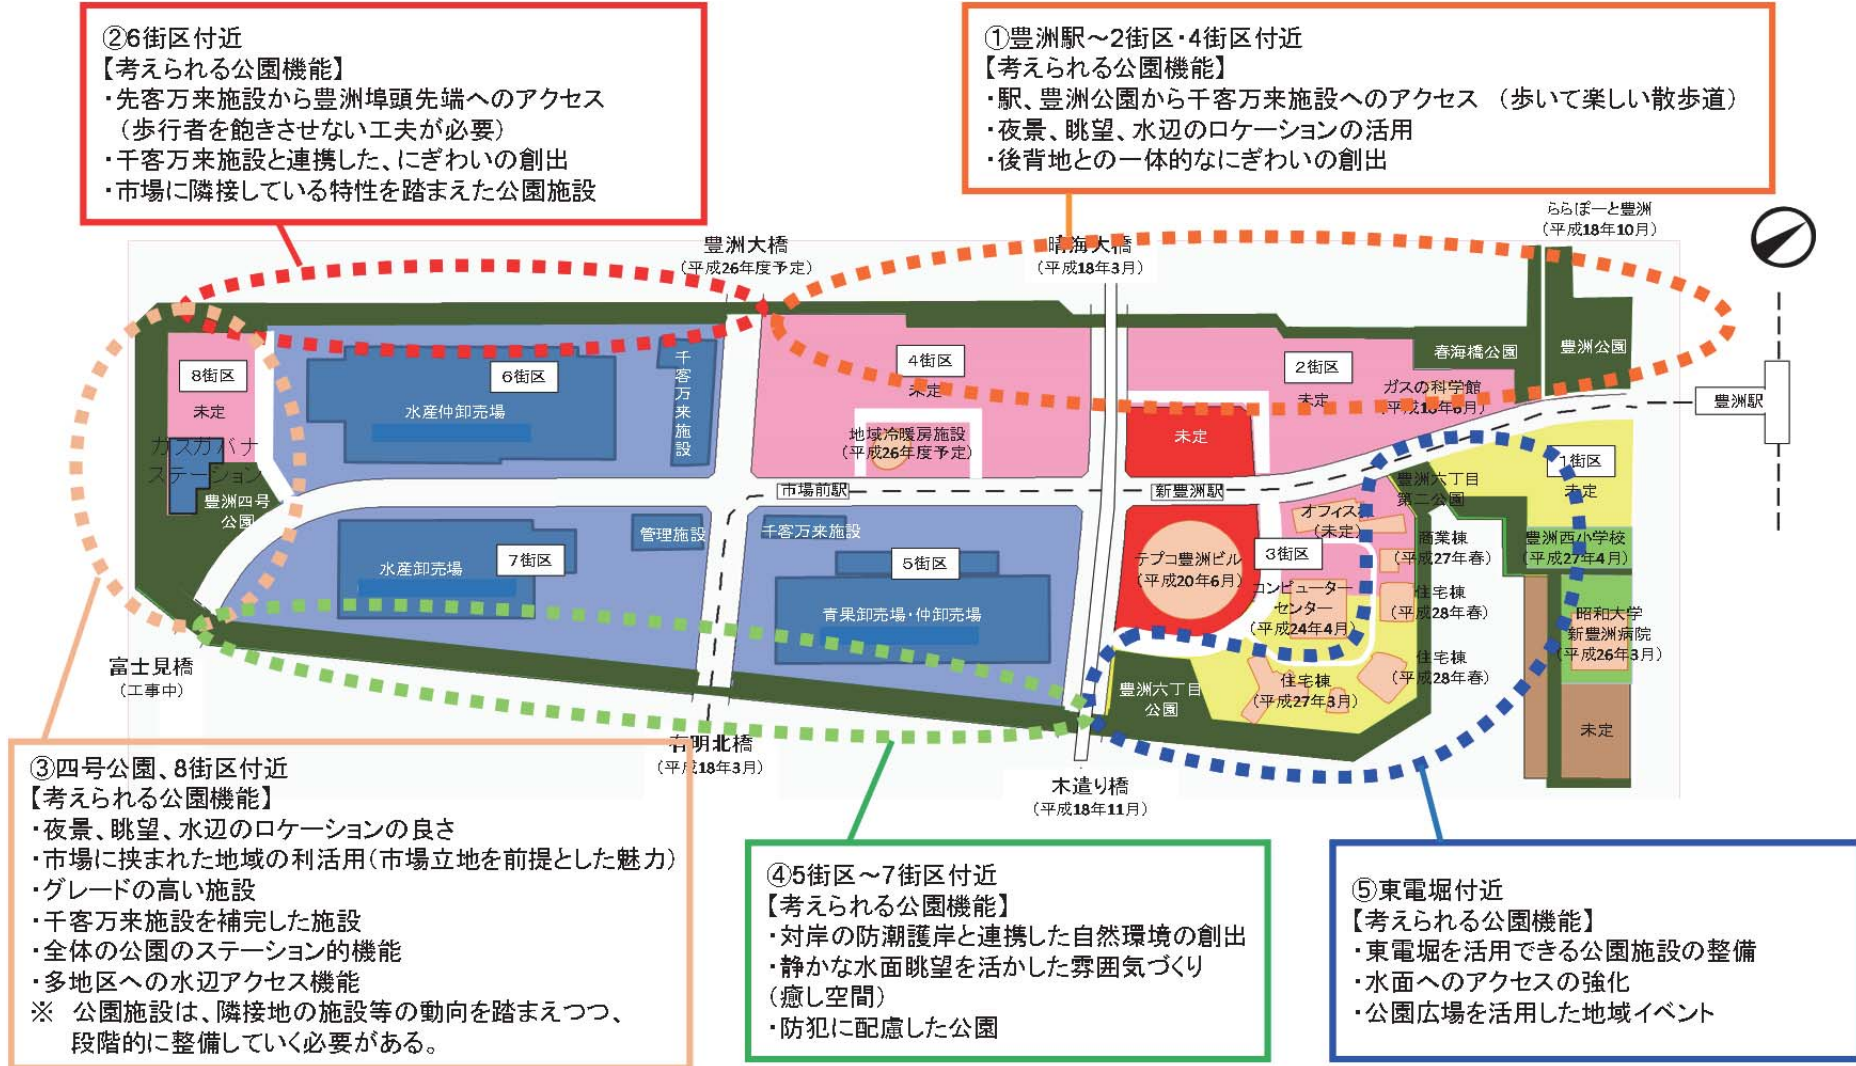 ②6街区付近
【考えられる公園機能】
・先客万来施設から豊洲埠頭先端へのアクセス
（歩行者を飽きさせない工夫が必要）
・千客万来施設と連携した、にぎわいの創出
・市場に隣接している特性を踏まえた公園施設
①豊洲駅～2街区・4街区付近
【考えられる公園機能】
・駅、豊洲公園から千客万来施設へのアクセス （歩いて楽しい散歩道）
・夜景、眺望、水辺のロケーションの活用
・後背地との一体的なにぎわいの創出
ららぽーと豊洲
(平成18年10月)
豊洲大橋
(平成26年度予定)
晴海大橋
(平成18年3月)
8街区
未定
ガスガバナ
ステーション
豊洲四号
公園
6街区
水産仲卸売場
千客万来施設
4街区
未定
地域冷暖房施設
(平成26年度予定)
2街区
未定
春海橋公園
豊洲公園
ガスの科学館
(平成18年6月)
豊洲駅
未定
市場前駅
新豊洲駅
1街区
未定
豊洲六丁目
第二公園
オフィス棟
(未定)
3街区
商業棟
(平成27年春)
豊洲西小学校
(平成27年4月)
管理施設
千客万来施設
7街区
水産卸売場
5街区
青果卸売場・仲卸売場
テプコ豊洲ビル
(平成20年6月)
コンピューター
センター
(平成24年4月)
住宅棟
(平成28年春)
昭和大学
新豊洲病院
(平成26年3月)
住宅棟
(平成28年春)
住宅棟
(平成27年3月)
豊洲六丁目
公園
未定
富士見橋
(工事中)
有明北橋
(平成18年3月)
木遣り橋
(平成18年11月)
③四号公園、8街区付近
【考えられる公園機能】
・夜景、眺望、水辺のロケーションの良さ
・市場に挟まれた地域の利活用（市場立地を前提とした魅力）
・グレードの高い施設
・千客万来施設を補完した施設
・全体の公園のステーション的機能
・多地区への水辺アクセス機能
※ 公園施設は、隣接地の施設等の動向を踏まえつつ、
段階的に整備していく必要がある。
④5街区～7街区付近
【考えられる公園機能】
・対岸の防潮護岸と連携した自然環境の創出
・静かな水面眺望を活かした雰囲気づくり
（癒し空間）
・防犯に配慮した公園
⑤東電堀付近
【考えられる公園機能】
・東電堀を活用できる公園施設の整備
・水面へのアクセスの強化
・公園広場を活用した地域イベント